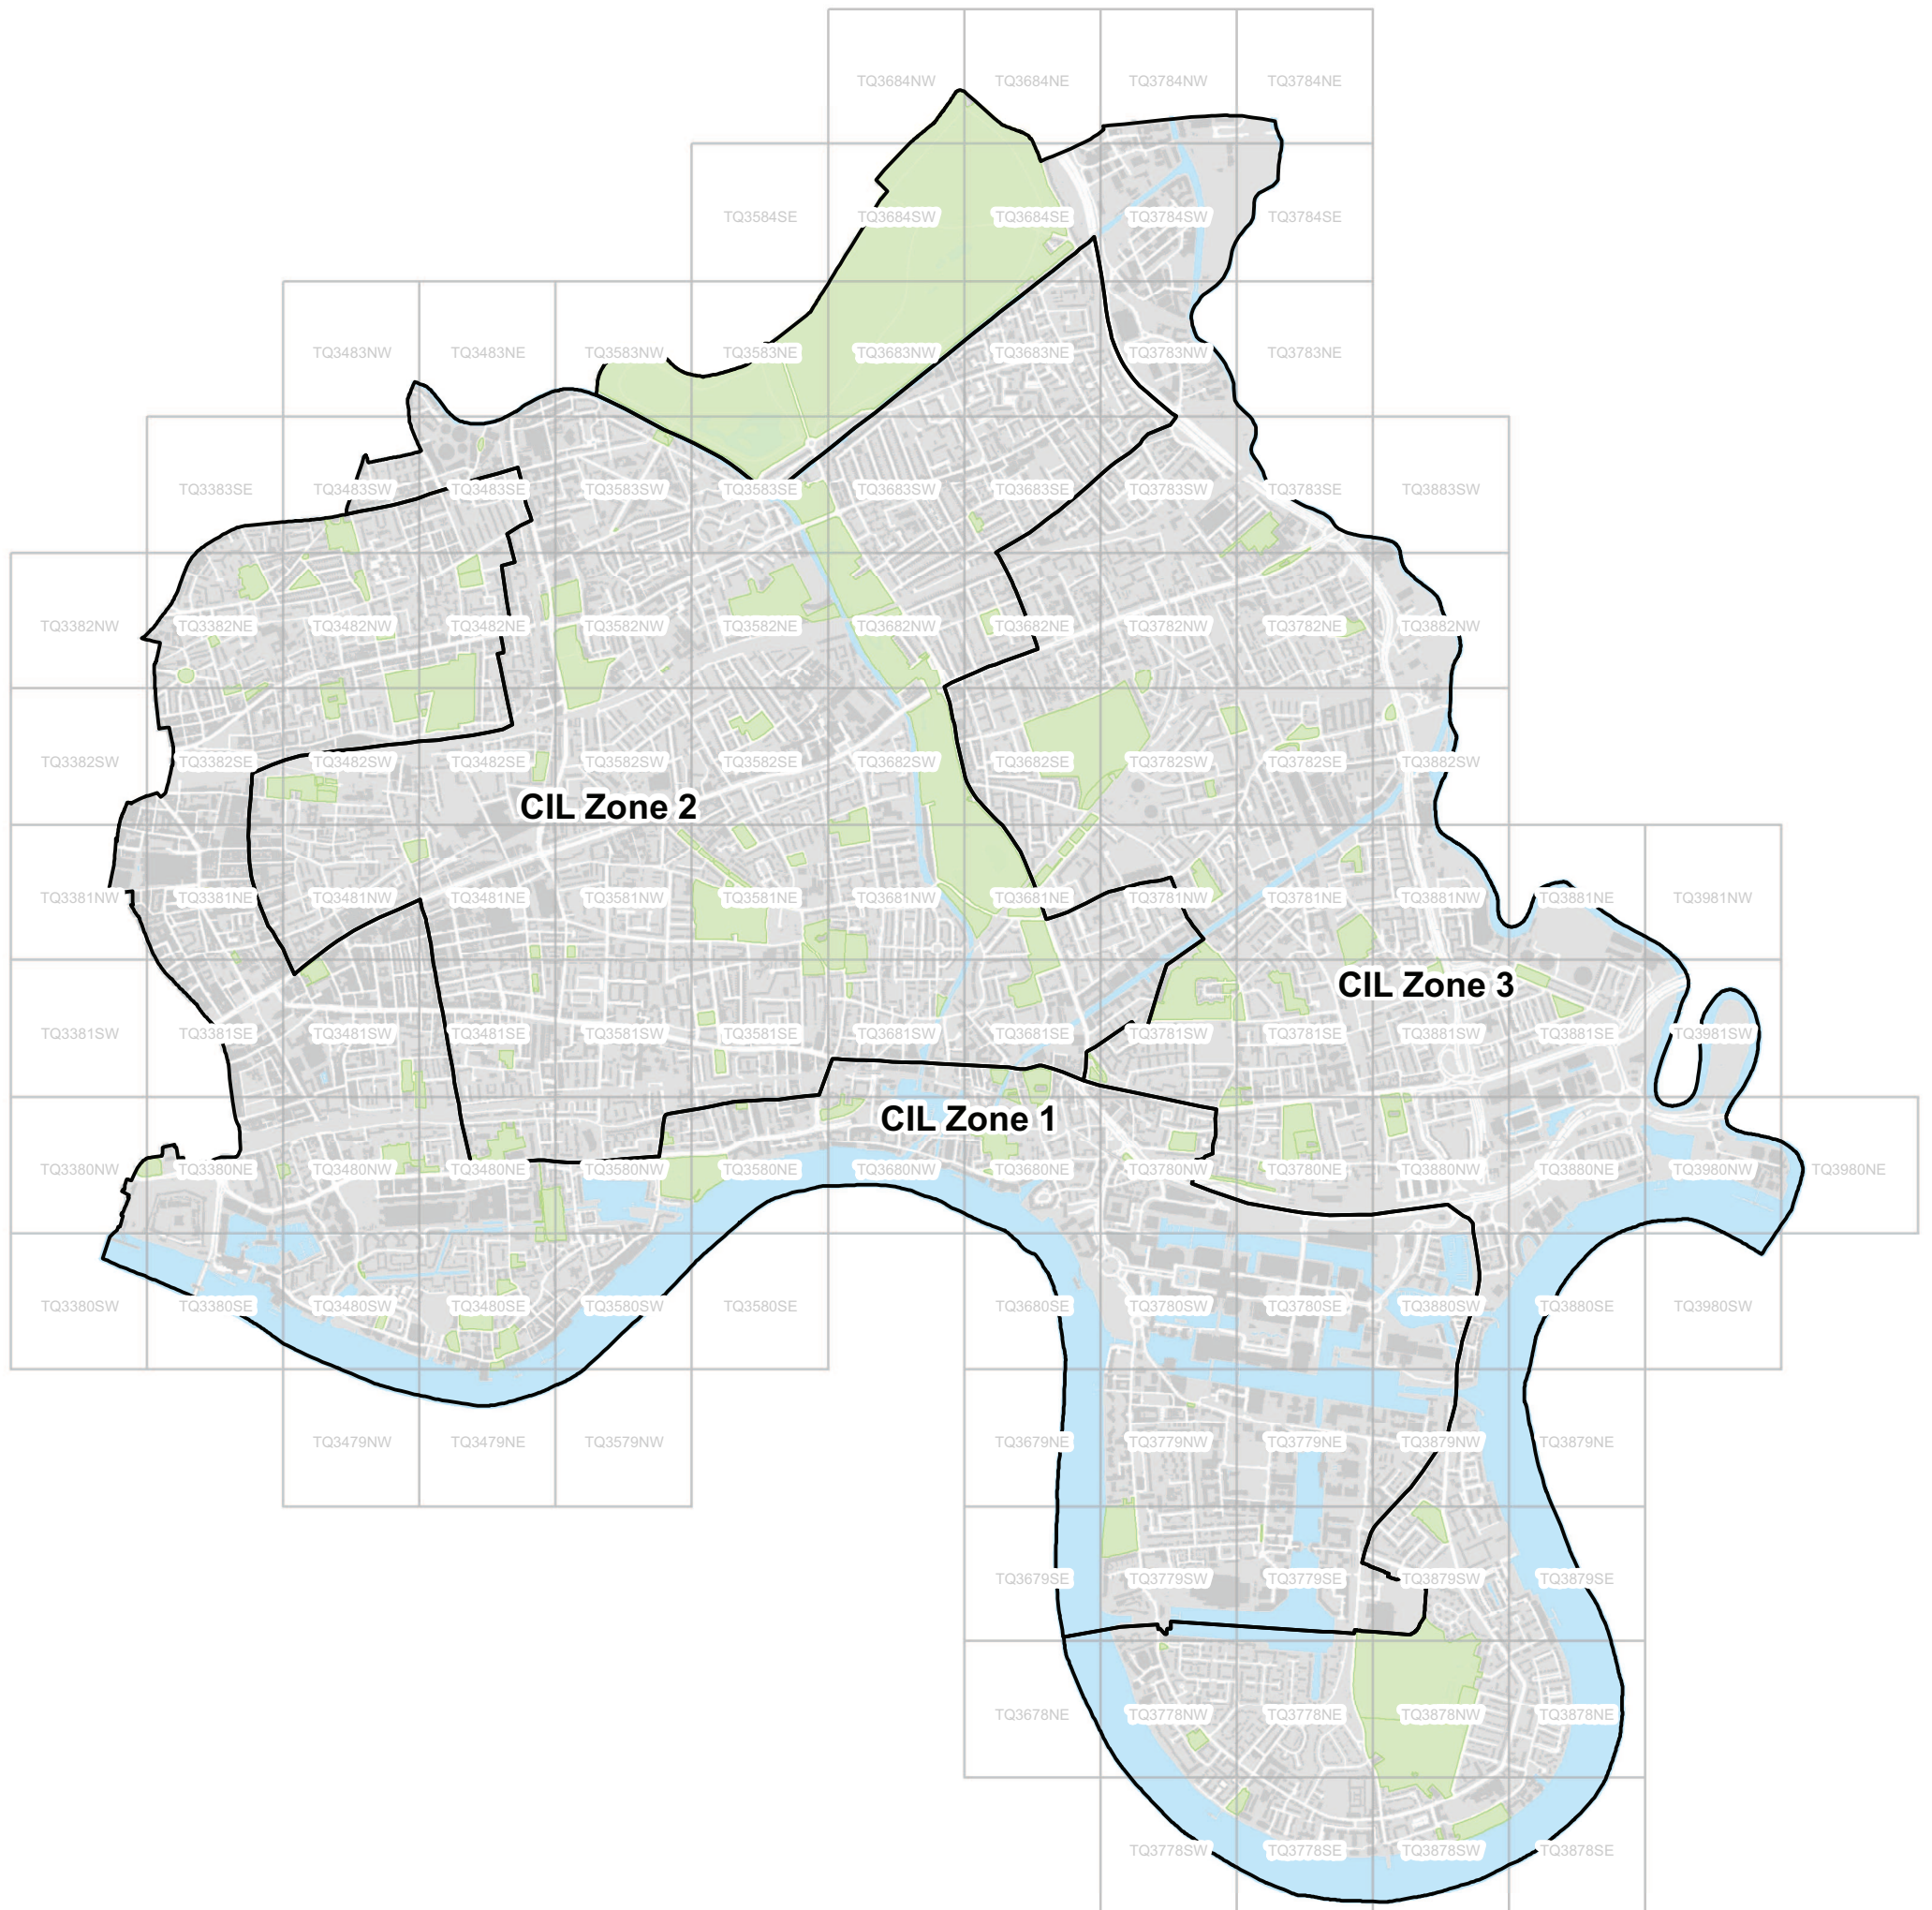 TQ3684NW TQ3684NE TQ3784NW TQ3784NE
TQ3584SE TQ3684SW TQ3684SE TQ3784SW TQ3784SE
TQ3483NW TQ3483NE TQ3583NW TQ3583NE TQ3683NW TQ3683NE TQ3783NW TQ3783NE
TQ3383SE TQ3483SW TQ3483SE TQ3583SW TQ3583SE TQ3683SW TQ3683SE TQ3783SW TQ3783SE TQ3883SW
TQ3382NW TQ3382NE TQ3482NW TQ3482NE TQ3582NW TQ3582NE TQ3682NW TQ3682NE TQ3782NW TQ3782NE TQ3882NW
TQ3382SW TQ3382SE TQ3482SW TQ3482SE TQ3582SW TQ3582SE TQ3682SW TQ3682SE TQ3782SW TQ3782SE TQ3882SW
CIL Zone 2
TQ3381NW TQ3381NE TQ3481NW TQ3481NE TQ3581NW TQ3581NE TQ3681NW TQ3681NE TQ3781NW TQ3781NE TQ3881NW TQ3881NE TQ3981NW
CIL Zone 3
TQ3381SW TQ3381SE TQ3481SW TQ3481SE TQ3581SW TQ3581SE TQ3681SW TQ3681SE TQ3781SW TQ3781SE TQ3881SW TQ3881SE TQ3981SW
CIL Zone 1
TQ3380NW TQ3380NE TQ3480NW TQ3480NE TQ3580NW TQ3580NE TQ3680NW TQ3680NE TQ3780NW TQ3780NE TQ3880NW TQ3880NE TQ3980NW TQ3980NE
TQ3380SW TQ3380SE TQ3480SW TQ3480SE TQ3580SW TQ3580SE TQ3680SE TQ3780SW TQ3780SE TQ3880SW TQ3880SE TQ3980SW
TQ3479NW TQ3479NE TQ3579NW TQ3679NE TQ3779NW TQ3779NE TQ3879NW TQ3879NE
TQ3679SE TQ3779SW TQ3779SE TQ3879SW TQ3879SE
TQ3678NE TQ3778NW TQ3778NE TQ3878NW TQ3878NE
TQ3778SW TQ3778SE TQ3878SW TQ3878SE